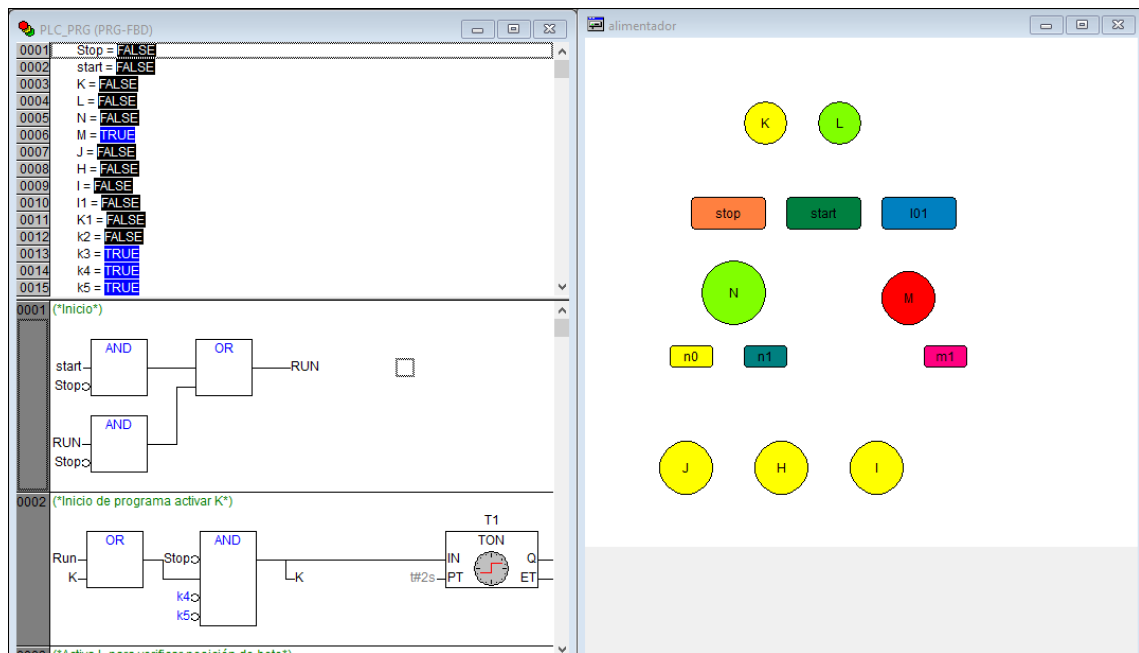 PLC_PRG (PRG-FBD)
0001 Stop = FALSE
0002 start = FALSE
0003 K = FALSE
0004 L = FALSE
0005 N = FALSE
0006 M = TRUE
0007 J = FALSE
0008 H = FALSE
0009 I = FALSE
0010 I1 = FALSE
0011 K1 = FALSE
0012 k2 = FALSE
0013 k3 = TRUE
0014 k4 = TRUE
0015 k5 = TRUE
0001 (*Inicio*)
AND OR
start RUN
Stop
AND
RUN
Stop
0002 (*Inicio de programa activar K*)
T1
OR AND TON
Run Stop IN Q
K K t#2s PT ET
k4
k5
alimentador
K L
stop start I01
N M
n0 n1 m1
J H I